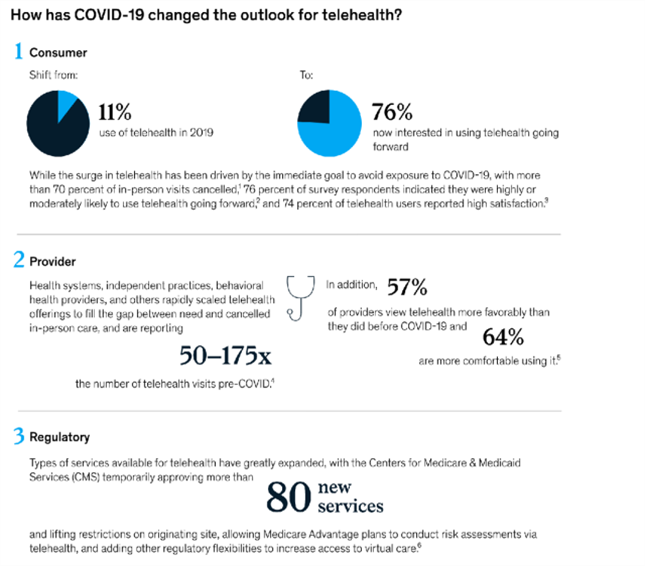 How has COVID-19 changed the outlook for telehealth?
1 Consumer
Shift from:
11%
use of telehealth in 2019
To:
76%
now interested in using telehealth going
forward
While the surge in telehealth has been driven by the immediate goal to avoid exposure to COVID-19, with more
than 70 percent of in-person visits cancelled,¹ 76 percent of survey respondents indicated they were highly or
moderately likely to use telehealth going forward,² and 74 percent of telehealth users reported high satisfaction.³
2 Provider
Health systems, independent practices, behavioral
health providers, and others rapidly scaled telehealth
offerings to fill the gap between need and cancelled
in-person care, and are reporting
50–175x
the number of telehealth visits pre-COVID.⁴
In addition, 57%
of providers view telehealth more favorably than
they did before COVID-19 and
64%
are more comfortable using it.⁵
3 Regulatory
Types of services available for telehealth have greatly expanded, with the Centers for Medicare & Medicaid
Services (CMS) temporarily approving more than
80 new
services
and lifting restrictions on originating site, allowing Medicare Advantage plans to conduct risk assessments via
telehealth, and adding other regulatory flexibilities to increase access to virtual care.⁶